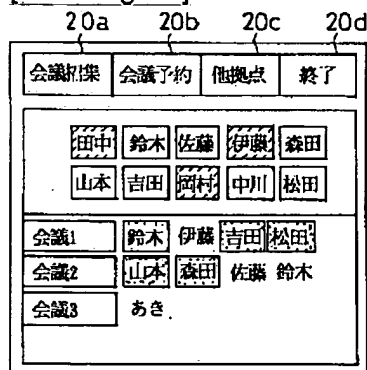 20a 20b 20c 20d
会議召集 会議予約 他拠点 終了
田中 鈴木 佐藤 伊藤 森田
山本 吉田 岡村 中川 松田
会議1 鈴木 伊藤 吉田 松田
会議2 山本 森田 佐藤 鈴木
会議3 あき